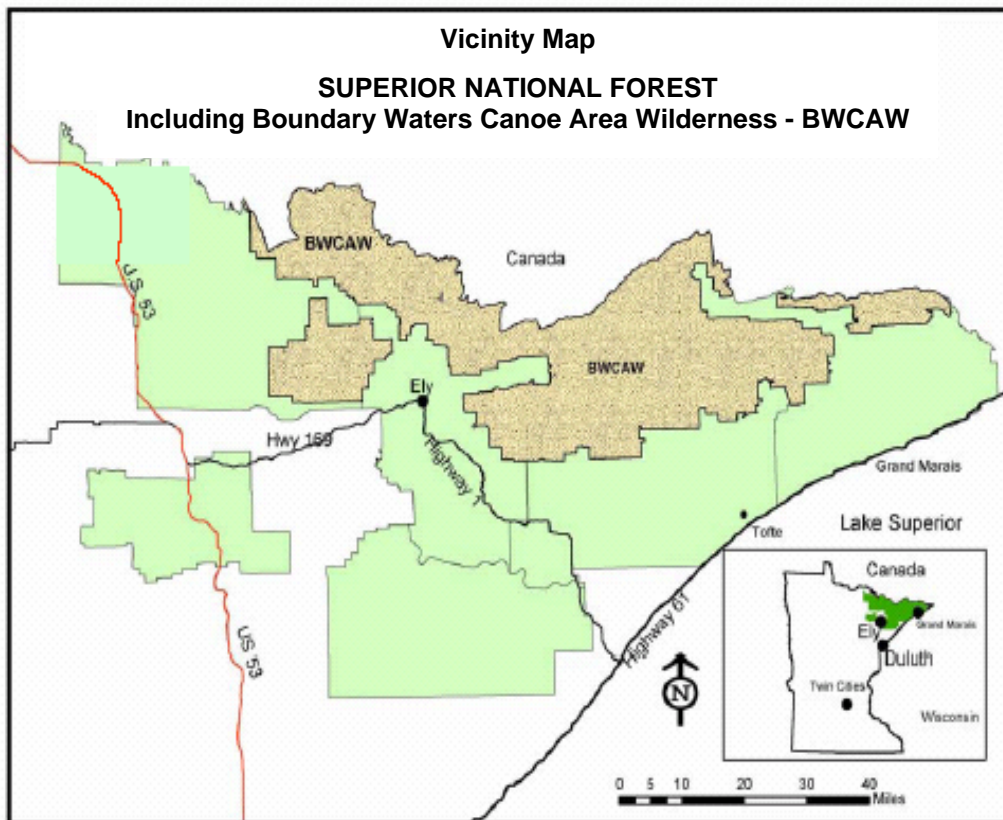 Vicinity Map
SUPERIOR NATIONAL FOREST
Including Boundary Waters Canoe Area Wilderness - BWCAW
BWCAW
Canada
U.S. 53
BWCAW
Ely
Hwy 169
Highway 1
Grand Marais
Tofte
Lake Superior
US '53
Highway 61
N
Canada
Ely
Grand Marais
Duluth
Twin Cities
Wisconsin
0 5 10 20 30 40
Miles